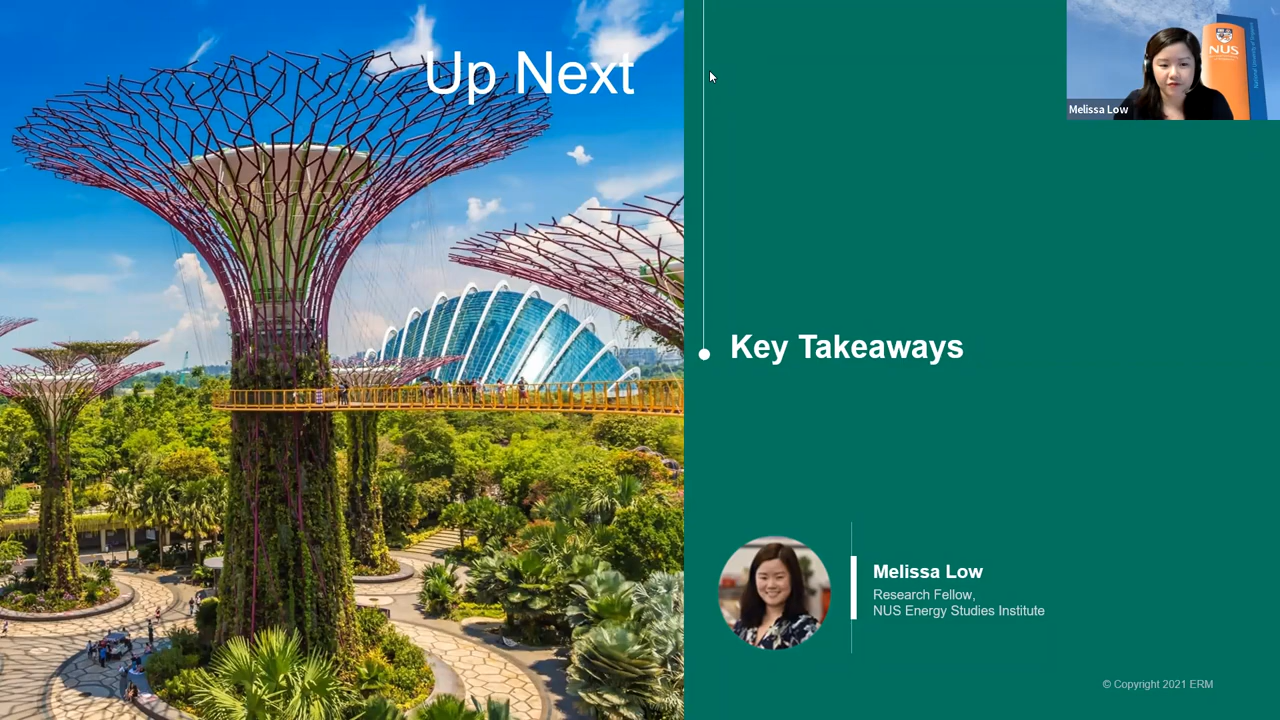 Up Next
NUS
Melissa Low
Key Takeaways
Melissa Low
Research Fellow,
NUS Energy Studies Institute
© Copyright 2021 ERM